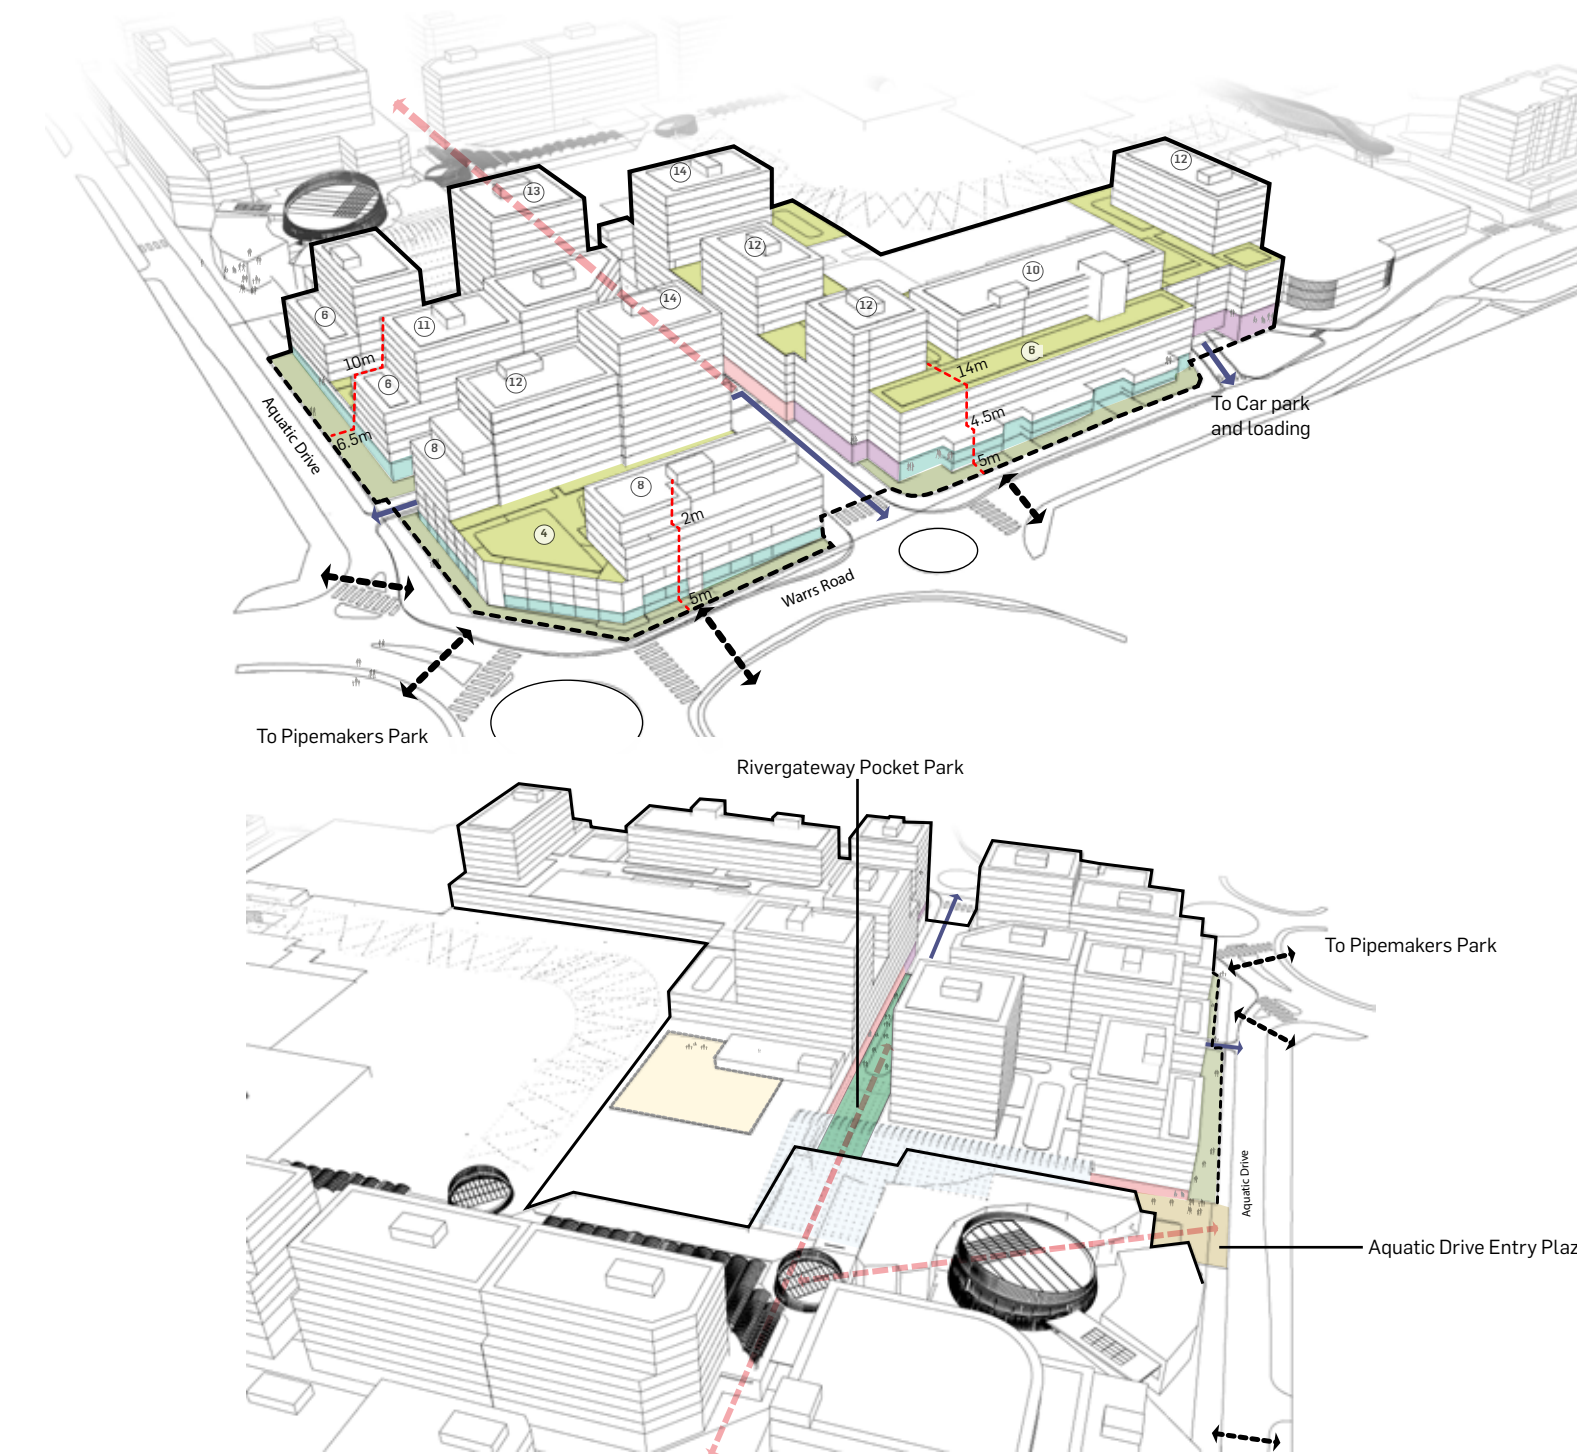 12
14
13
12
10
12
14
6
11
6
10m
14m
12
6
4.5m
To Car park
and loading
Aquatic Drive
6.5m
8
5m
8
2m
4
Warrs Road
5m
To Pipemakers Park
Rivergateway Pocket Park
To Pipemakers Park
Aquatic Drive
Aquatic Drive Entry Plaz